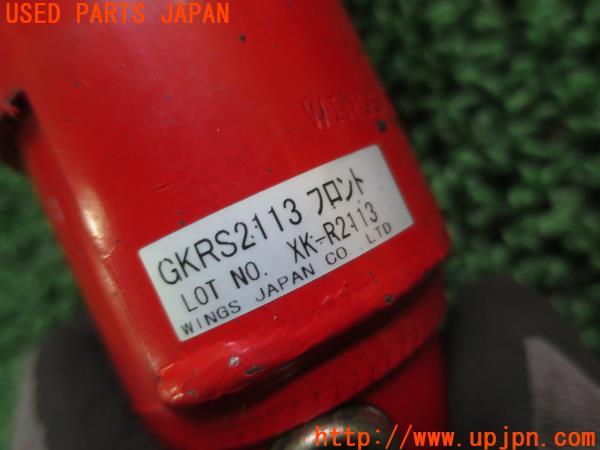 USED PARTS JAPAN
GKRS2113 フロント
LOT NO. XK-R2113
WINGS JAPAN CO. LTD
http://www.upjpn.com/